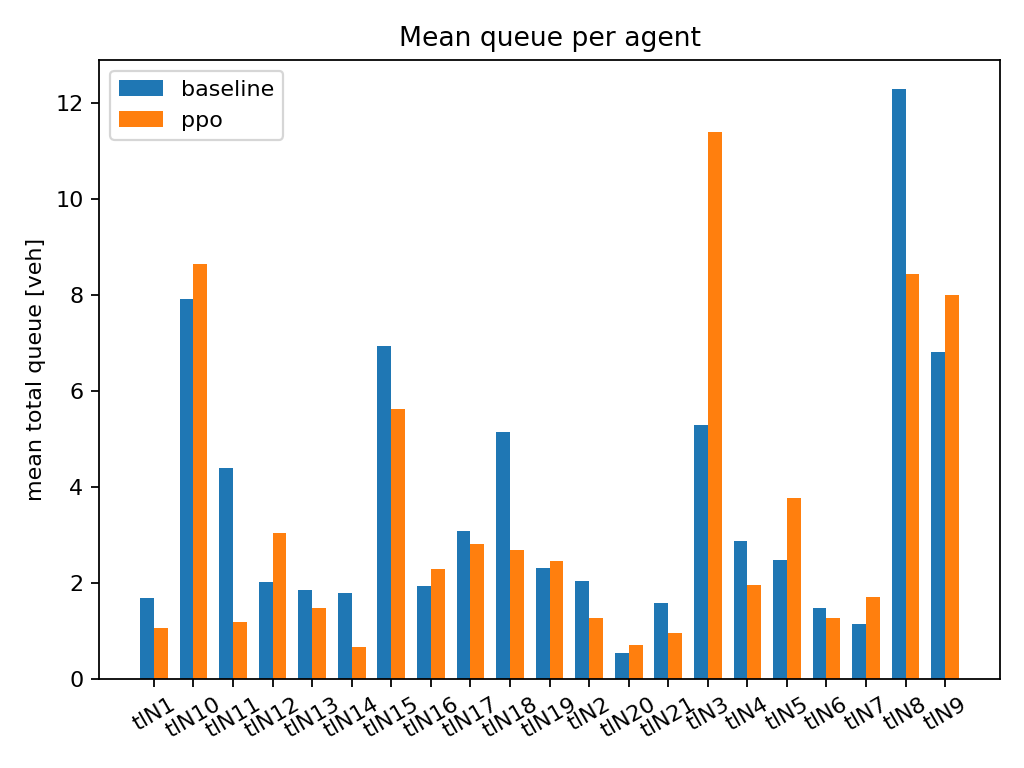 Mean queue per agent
baseline
ppo
mean total queue [veh]
12
10
8
6
4
2
0
tlN1 tlN10 tlN11 tlN12 tlN13 tlN14 tlN15 tlN16 tlN17 tlN18 tlN19 tlN2 tlN20 tlN21 tlN3 tlN4 tlN5 tlN6 tlN7 tlN8 tlN9